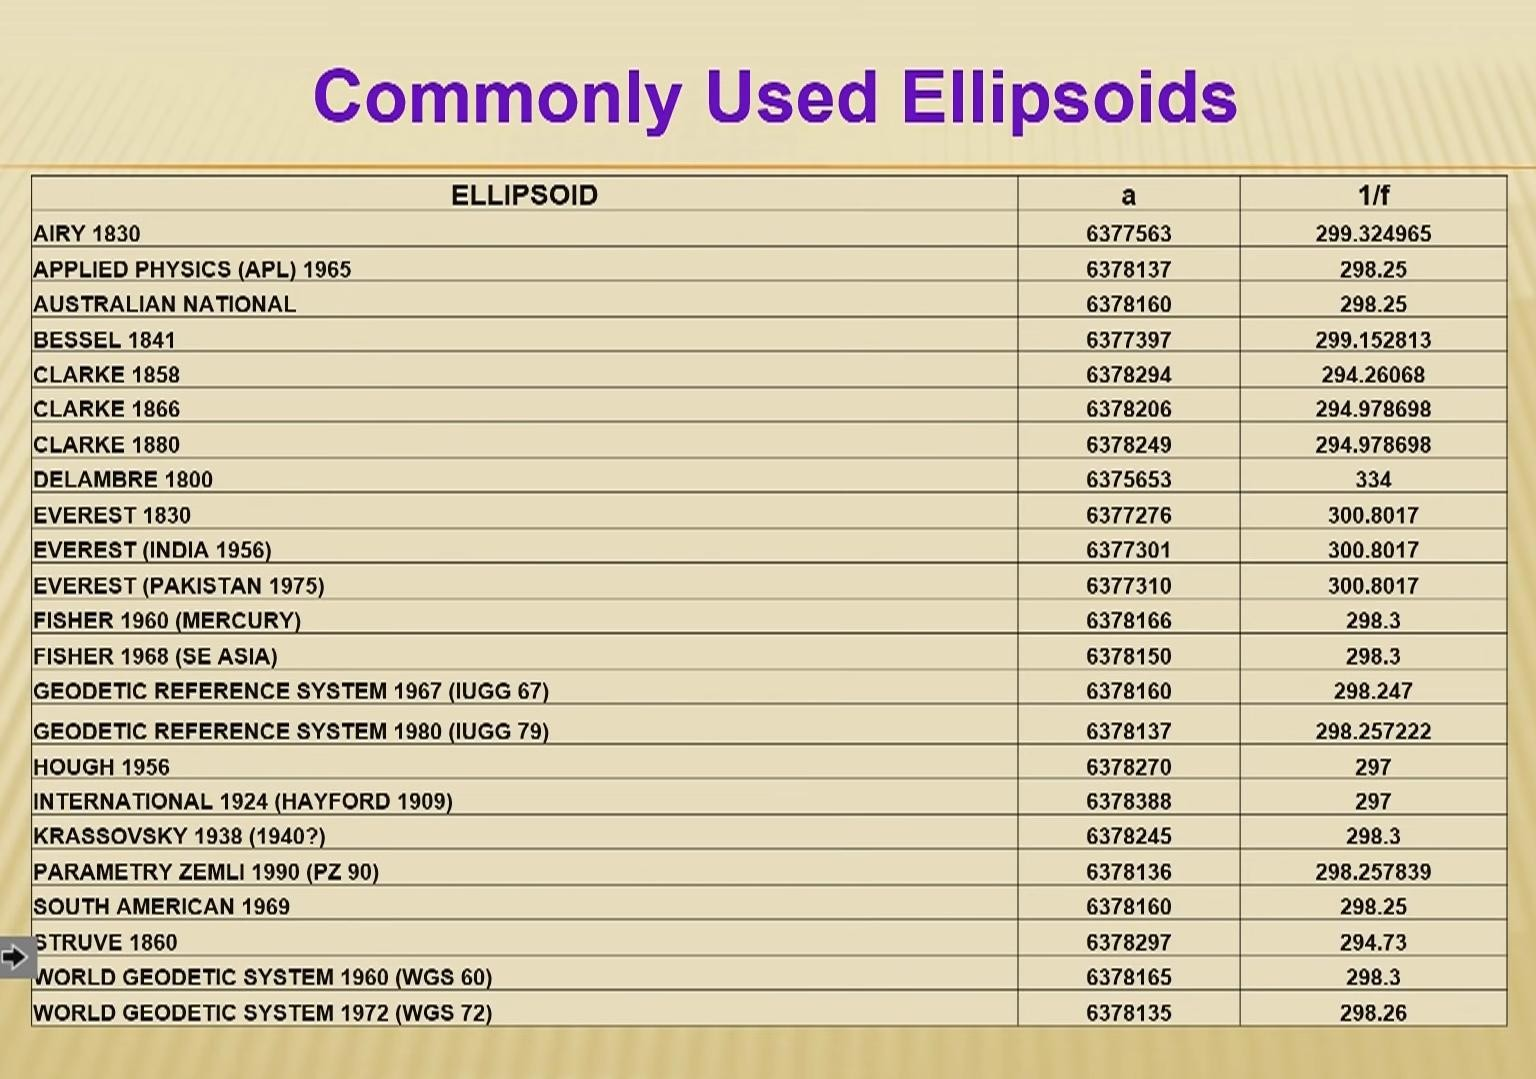 Commonly Used Ellipsoids
ELLIPSOID a 1/f
AIRY 1830 6377563 299.324965
APPLIED PHYSICS (APL) 1965 6378137 298.25
AUSTRALIAN NATIONAL 6378160 298.25
BESSEL 1841 6377397 299.152813
CLARKE 1858 6378294 294.26068
CLARKE 1866 6378206 294.978698
CLARKE 1880 6378249 294.978698
DELAMBRE 1800 6375653 334
EVEREST 1830 6377276 300.8017
EVEREST (INDIA 1956) 6377301 300.8017
EVEREST (PAKISTAN 1975) 6377310 300.8017
FISHER 1960 (MERCURY) 6378166 298.3
FISHER 1968 (SE ASIA) 6378150 298.3
GEODETIC REFERENCE SYSTEM 1967 (IUGG 67) 6378160 298.247
GEODETIC REFERENCE SYSTEM 1980 (IUGG 79) 6378137 298.257222
HOUGH 1956 6378270 297
INTERNATIONAL 1924 (HAYFORD 1909) 6378388 297
KRASSOVSKY 1938 (1940?) 6378245 298.3
PARAMETRY ZEMLI 1990 (PZ 90) 6378136 298.257839
SOUTH AMERICAN 1969 6378160 298.25
STRUVE 1860 6378297 294.73
WORLD GEODETIC SYSTEM 1960 (WGS 60) 6378165 298.3
WORLD GEODETIC SYSTEM 1972 (WGS 72) 6378135 298.26